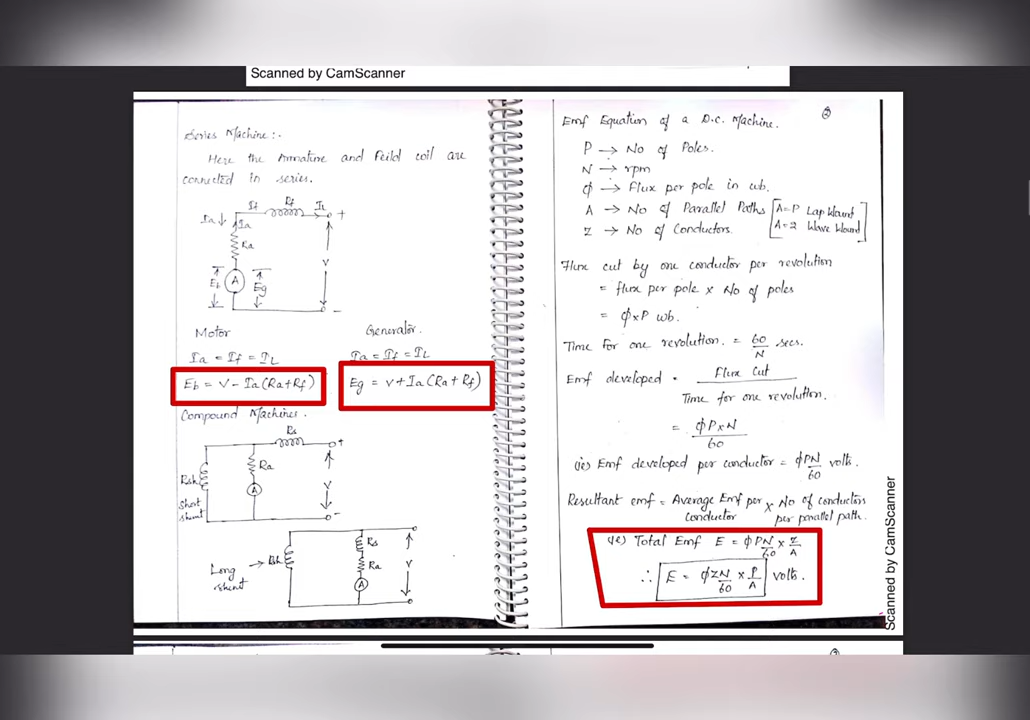 Scanned by CamScanner
Series Machine:-
Here the Armature and Feild coil are
connected in series.
If Rf IL +
Ia Ia
Ra
Eb A Eg V
-
Motor Generator.
Ia = If = IL Ia = If = IL
Eb = V - Ia (Ra+Rf) Eg = V + Ia (Ra + Rf)
Compound Machines.
Rs +
Rsh Ra
A V
Short
shunt -
Rs
Rsh Ra V
Long
shunt A
②
Emf Equation of a D.C. Machine.
P → No of Poles.
N → rpm
ϕ → Flux per pole in wb.
A → No of Parallel Paths [A=P Lap Wound
Z → No of Conductors. A=2 Wave Wound]
Flux cut by one conductor per revolution
= flux per pole x No of poles
= ϕ x P wb.
Time for one revolution. = 60/N secs.
Emf developed = Flux Cut / Time for one revolution.
= ϕ P x N / 60
(ie) Emf developed per conductor = ϕPN/60 volts.
Resultant emf = Average Emf per x No of conductors
conductor per parallel path.
(ie) Total Emf E = ϕ PN/60 x Z/A
∴ E = ϕZN/60 x P/A volts.
Scanned by CamScanner